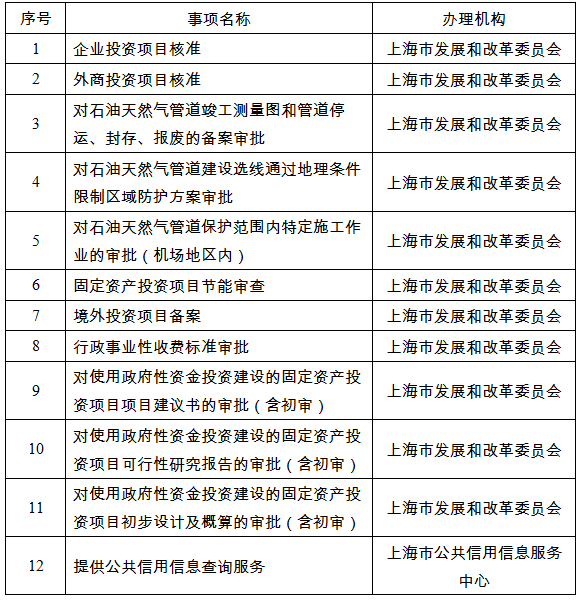 序号 事项名称 办理机构
1 企业投资项目核准 上海市发展和改革委员会
2 外商投资项目核准 上海市发展和改革委员会
3 对石油天然气管道竣工测量图和管道停
运、封存、报废的备案审批 上海市发展和改革委员会
4 对石油天然气管道建设选线通过地理条件
限制区域防护方案审批 上海市发展和改革委员会
5 对石油天然气管道保护范围内特定施工作
业的审批（机场地区内） 上海市发展和改革委员会
6 固定资产投资项目节能审查 上海市发展和改革委员会
7 境外投资项目备案 上海市发展和改革委员会
8 行政事业性收费标准审批 上海市发展和改革委员会
9 对使用政府性资金投资建设的固定资产投
资项目项目建议书的审批（含初审） 上海市发展和改革委员会
10 对使用政府性资金投资建设的固定资产投
资项目可行性研究报告的审批（含初审） 上海市发展和改革委员会
11 对使用政府性资金投资建设的固定资产投
资项目初步设计及概算的审批（含初审） 上海市发展和改革委员会
12 提供公共信用信息查询服务 上海市公共信用信息服务
中心